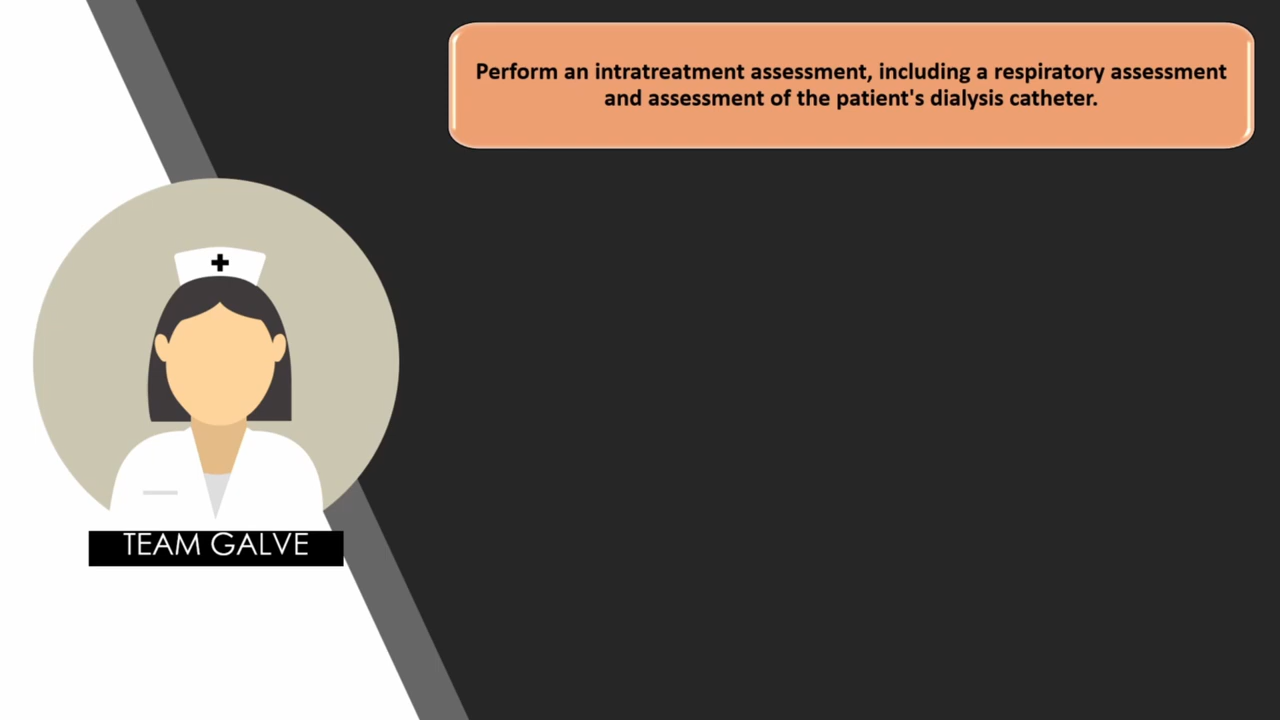 Perform an intratreatment assessment, including a respiratory assessment
and assessment of the patient's dialysis catheter.
TEAM GALVE